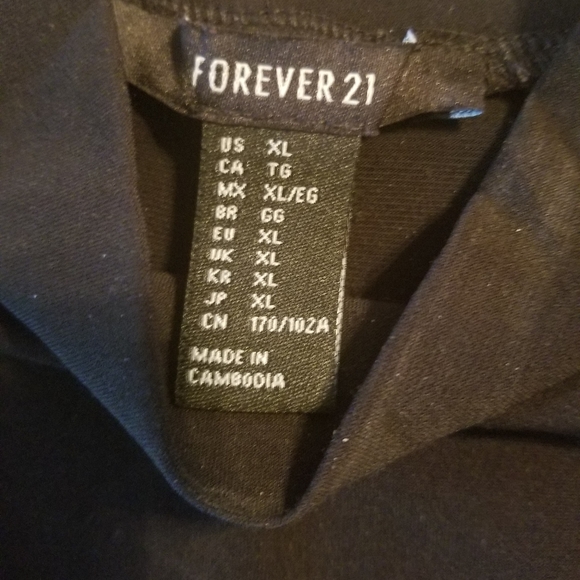 FOREVER 21
US XL
CA TG
MX XL/EG
BR GG
EU XL
UK XL
KR XL
JP XL
CN 170/102A
MADE IN
CAMBODIA